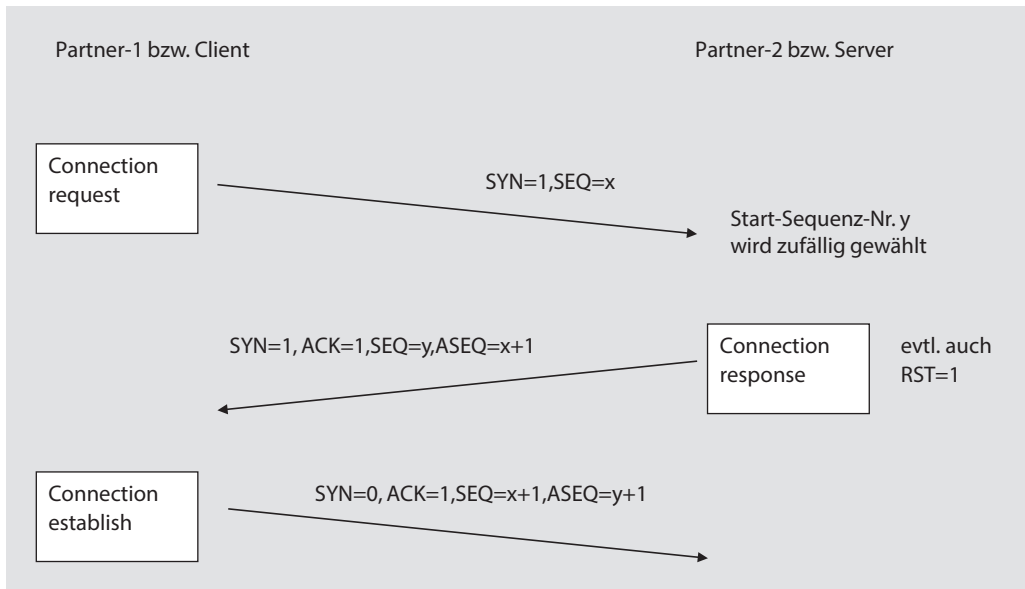 Partner-1 bzw. Client
Partner-2 bzw. Server
Connection
request
SYN=1,SEQ=x
Start-Sequenz-Nr. y
wird zufällig gewählt
SYN=1, ACK=1,SEQ=y,ASEQ=x+1
Connection
response
evtl. auch
RST=1
Connection
establish
SYN=0, ACK=1,SEQ=x+1,ASEQ=y+1